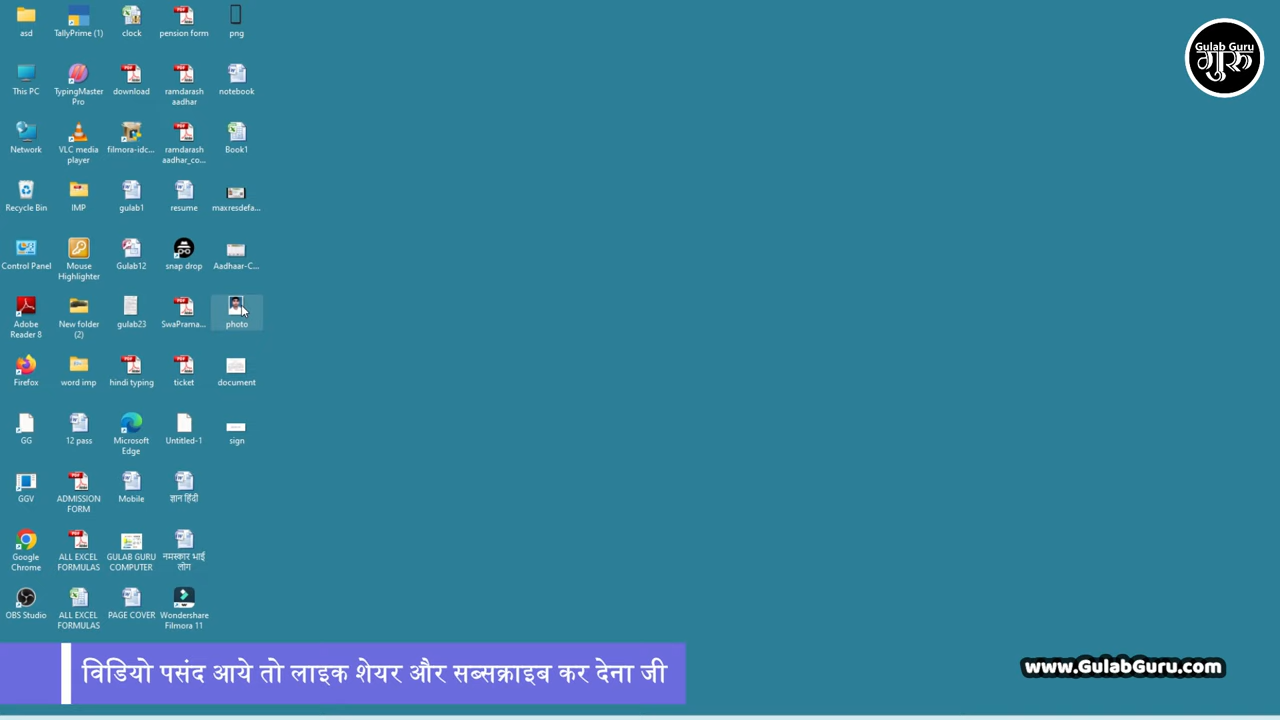 asd
TallyPrime (1)
clock
pension form
png
This PC
TypingMaster
Pro
download
ramdarash
aadhar
notebook
Network
VLC media
player
filmora-idc...
ramdarash
aadhar_co...
Book1
Recycle Bin
IMP
gulab1
resume
maxresdefa...
Control Panel
Mouse
Highlighter
Gulab12
snap drop
Aadhaar-C...
Adobe
Reader 8
New folder
(2)
gulab23
SwaPrama...
photo
Firefox
word imp
hindi typing
ticket
document
GG
12 pass
Microsoft
Edge
Untitled-1
sign
GGV
ADMISSION
FORM
Mobile
ज्ञान हिंदी
Google
Chrome
ALL EXCEL
FORMULAS
GULAB GURU
COMPUTER
नमस्कार भाई
लोग
OBS Studio
ALL EXCEL
FORMULAS
PAGE COVER
Wondershare
Filmora 11
Gulab Guru
गुरू
विडियो पसंद आये तो लाइक शेयर और सब्सक्राइब कर देना जी
www.GulabGuru.com